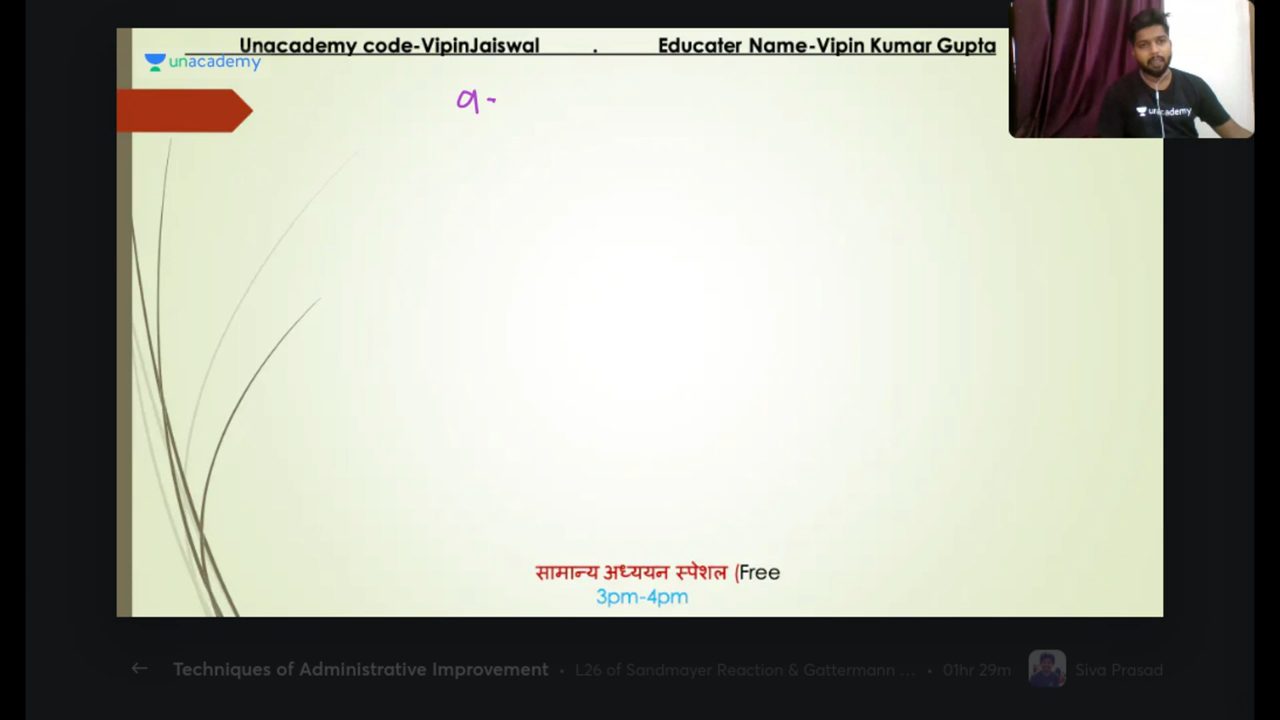 Unacademy code-VipinJaiswal . Educater Name-Vipin Kumar Gupta
unacademy
9-
unacademy
सामान्य अध्ययन स्पेशल (Free
3pm-4pm
← Techniques of Administrative Improvement • L26 of Sandmayer Reaction & Gattermann ... • 01hr 29m Siva Prasad